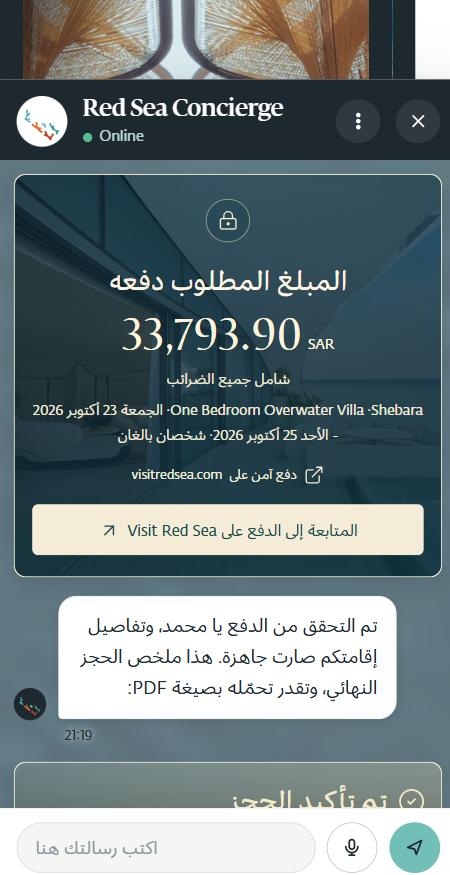 Red Sea Concierge
Online
المبلغ المطلوب دفعه
33,793.90 SAR
شامل جميع الضرائب
One Bedroom Overwater Villa ·Shebara· الجمعة 23 أكتوبر 2026
- الأحد 25 أكتوبر 2026· شخصان بالغان
دفع آمن على visitredsea.com
المتابعة إلى الدفع على Visit Red Sea
تم التحقق من الدفع يا محمد، وتفاصيل
إقامتكم صارت جاهزة. هذا ملخص الحجز
النهائي، وتقدر تحمّله بصيغة PDF:
21:19
تم تأكيد الحجز
اكتب رسالتك هنا